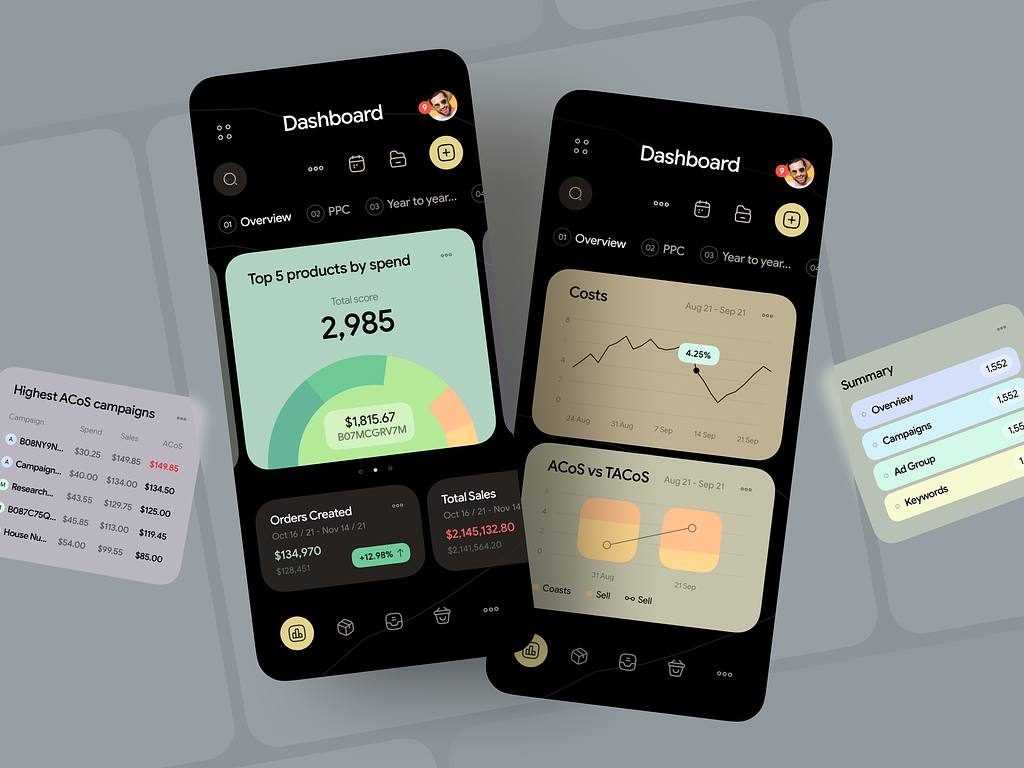 Dashboard
9
01 Overview 02 PPC 03 Year to year... 04
Top 5 products by spend
Total score
2,985
$1,815.67
B07MCGRV7M
Orders Created
Oct 16 / 21 - Nov 14 / 21
$134,970
$128,451
+12.98%
Total Sales
Oct 16 / 21 - Nov 14
$2,145,132.80
$2,141,564.20
Dashboard
9
01 Overview 02 PPC 03 Year to year... 04
Costs
Aug 21 - Sep 21
8
6
4
2
0
4.25%
24 Aug 31 Aug 7 Sep 14 Sep 21 Sep
ACoS vs TACoS
Aug 21 - Sep 21
6
4
2
0
31 Aug 21 Sep
Coasts Sell Sell
Highest ACoS campaigns
Campaign Spend Sales ACoS
A B08NY9N... $30.25 $149.85 $149.85
A Campaign... $40.00 $134.00 $134.50
M Research... $43.55 $129.75 $125.00
B087C75Q... $45.85 $113.00 $119.45
House Nu... $54.00 $99.55 $85.00
Summary
Overview 1,552
Campaigns 1,552
Ad Group
Keywords